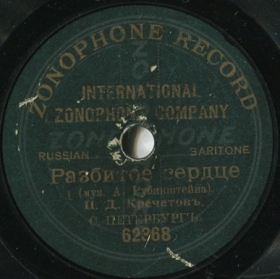 ZONOPHONE RECORD
INTERNATIONAL
ZONOPHONE COMPANY
RUSSIAN BARITONE
Разбитое сердце
(муз. А. Рубинштейна).
Н. Д. Кречетовъ.
С. ПЕТЕРБУРГЪ.
62368